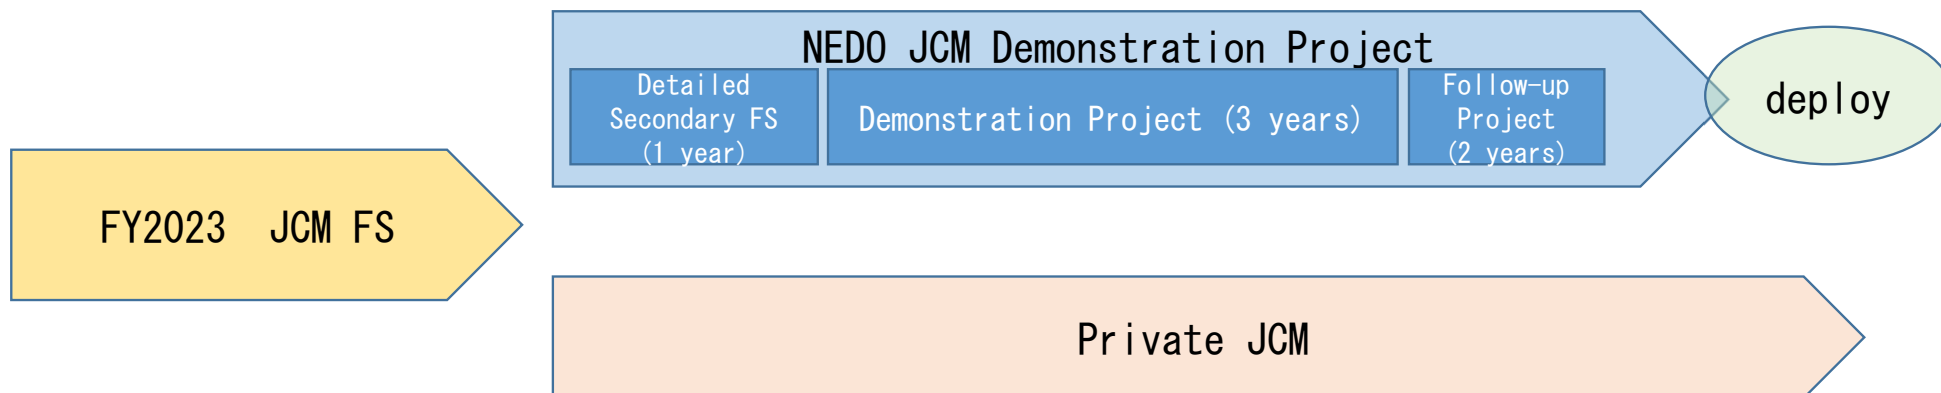 NEDO JCM Demonstration Project
Detailed
Secondary FS
(1 year)
Demonstration Project (3 years)
Follow-up
Project
(2 years)
deploy
FY2023 JCM FS
Private JCM